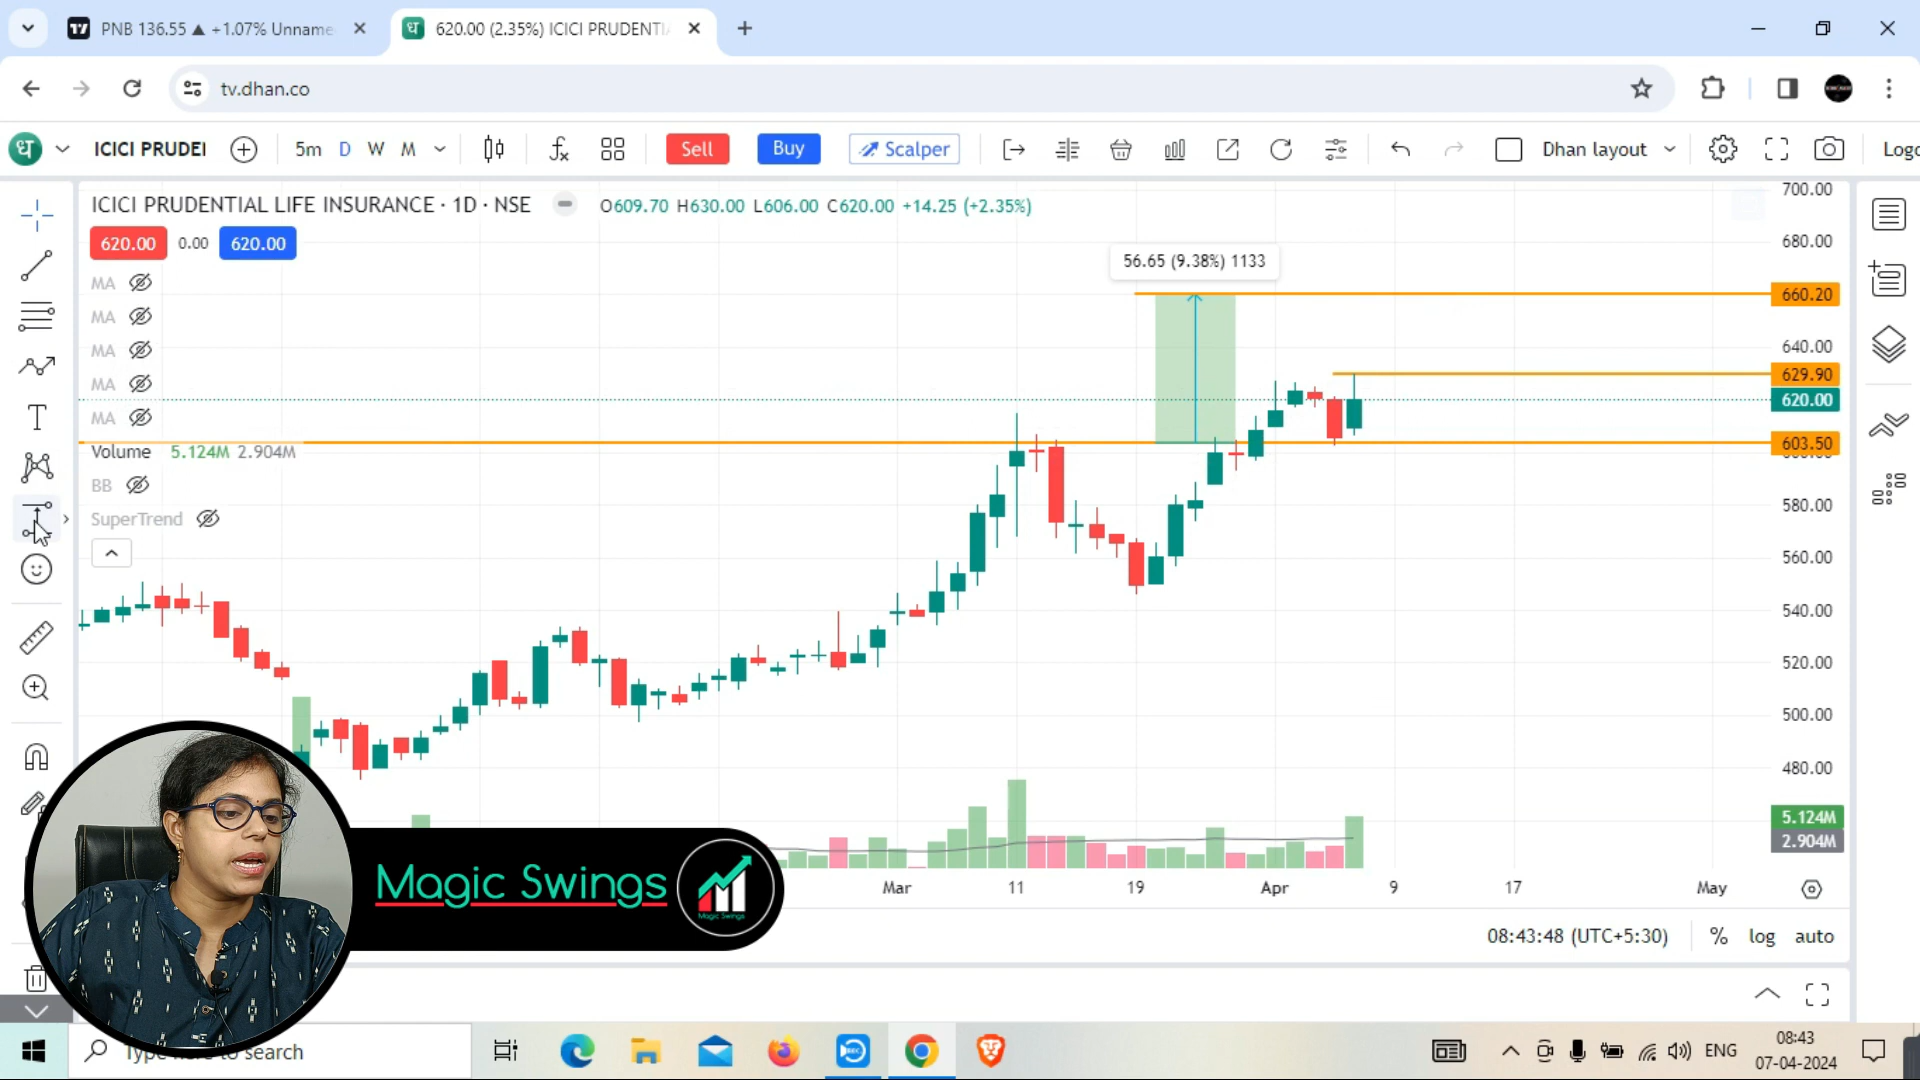 PNB 136.55 ▲ +1.07% Unname
620.00 (2.35%) ICICI PRUDENTI
tv.dhan.co
ICICI PRUDEI
5m D W M
Sell
Buy
Scalper
Dhan layout
Logo
ICICI PRUDENTIAL LIFE INSURANCE · 1D · NSE
O609.70 H630.00 L606.00 C620.00 +14.25 (+2.35%)
620.00 0.00 620.00
MA
MA
MA
MA
MA
Volume 5.124M 2.904M
BB
SuperTrend
56.65 (9.38%) 1133
700.00
680.00
660.20
640.00
629.90
620.00
603.50
580.00
560.00
540.00
520.00
500.00
480.00
5.124M
2.904M
Mar 11 19 Apr 9 17 May
08:43:48 (UTC+5:30) % log auto
Magic Swings
Magic Swings
Type here to search
ENG
08:43
07-04-2024